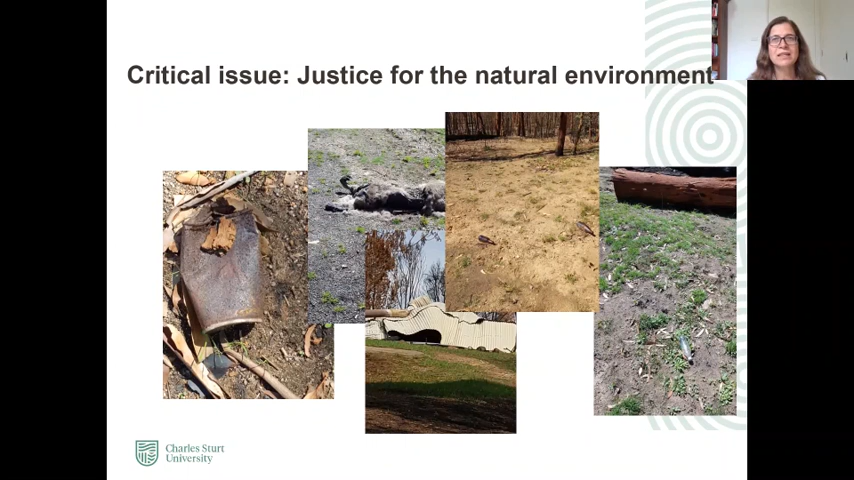 Critical issue: Justice for the natural environment
Charles Sturt
University